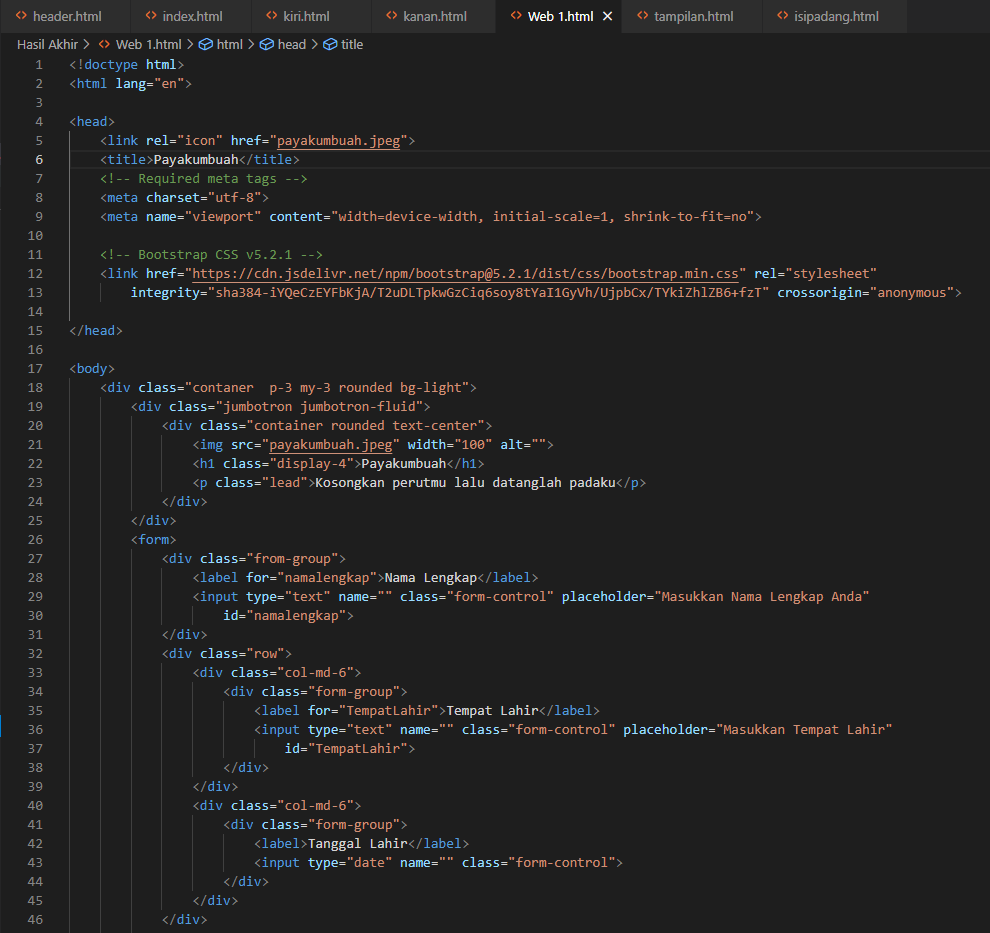 header.html index.html kiri.html kanan.html Web 1.html tampilan.html isipadang.html
Hasil Akhir > Web 1.html > html > head > title
1 <!doctype html>
2 <html lang="en">
3
4 <head>
5 <link rel="icon" href="payakumbuah.jpeg">
6 <title>Payakumbuah</title>
7 <!-- Required meta tags -->
8 <meta charset="utf-8">
9 <meta name="viewport" content="width=device-width, initial-scale=1, shrink-to-fit=no">
10
11 <!-- Bootstrap CSS v5.2.1 -->
12 <link href="https://cdn.jsdelivr.net/npm/bootstrap@5.2.1/dist/css/bootstrap.min.css" rel="stylesheet"
13 integrity="sha384-iYQeCzEYFbKjA/T2uDLTpkwGzCiq6soy8tYaI1GyVh/UjpbCx/TYkiZhlZB6+fzT" crossorigin="anonymous">
14
15 </head>
16
17 <body>
18 <div class="contaner  p-3 my-3 rounded bg-light">
19 <div class="jumbotron jumbotron-fluid">
20 <div class="container rounded text-center">
21 <img src="payakumbuah.jpeg" width="100" alt="">
22 <h1 class="display-4">Payakumbuah</h1>
23 <p class="lead">Kosongkan perutmu lalu datanglah padaku</p>
24 </div>
25 </div>
26 <form>
27 <div class="from-group">
28 <label for="namalengkap">Nama Lengkap</label>
29 <input type="text" name="" class="form-control" placeholder="Masukkan Nama Lengkap Anda"
30 id="namalengkap">
31 </div>
32 <div class="row">
33 <div class="col-md-6">
34 <div class="form-group">
35 <label for="TempatLahir">Tempat Lahir</label>
36 <input type="text" name="" class="form-control" placeholder="Masukkan Tempat Lahir"
37 id="TempatLahir">
38 </div>
39 </div>
40 <div class="col-md-6">
41 <div class="form-group">
42 <label>Tanggal Lahir</label>
43 <input type="date" name="" class="form-control">
44 </div>
45 </div>
46 </div>